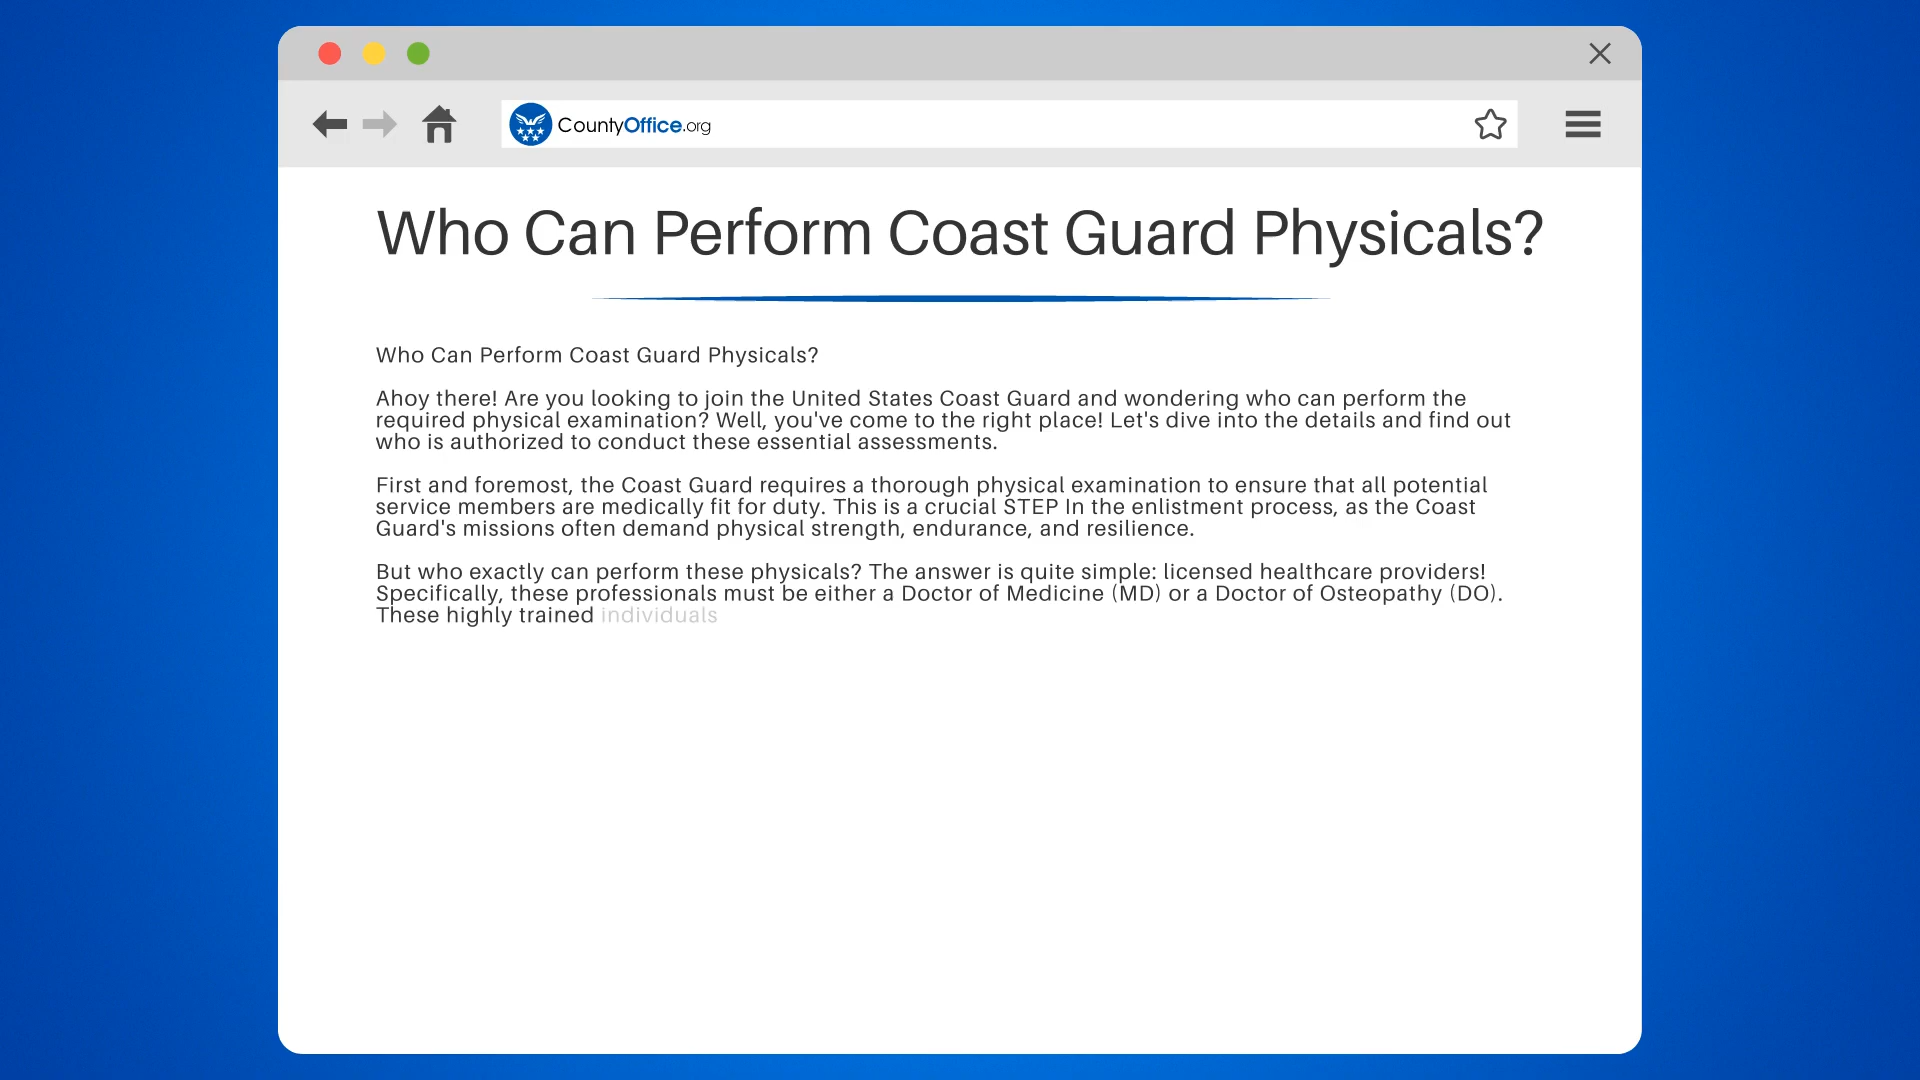 CountyOffice.org
Who Can Perform Coast Guard Physicals?
Who Can Perform Coast Guard Physicals?
Ahoy there! Are you looking to join the United States Coast Guard and wondering who can perform the
required physical examination? Well, you've come to the right place! Let's dive into the details and find out
who is authorized to conduct these essential assessments.
First and foremost, the Coast Guard requires a thorough physical examination to ensure that all potential
service members are medically fit for duty. This is a crucial STEP In the enlistment process, as the Coast
Guard's missions often demand physical strength, endurance, and resilience.
But who exactly can perform these physicals? The answer is quite simple: licensed healthcare providers!
Specifically, these professionals must be either a Doctor of Medicine (MD) or a Doctor of Osteopathy (DO).
These highly trained individuals